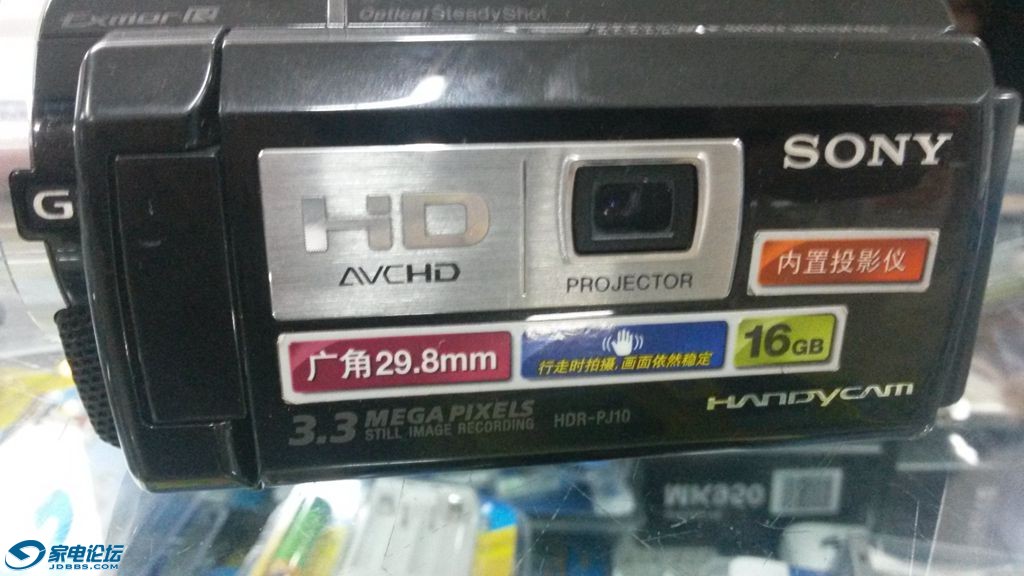 Exmor R
Optical SteadyShot
SONY
G
HD
AVCHD
PROJECTOR
内置投影仪
广角29.8mm
行走时拍摄,画面依然稳定
16GB
HANDYCAM
3.3 MEGA PIXELS
STILL IMAGE RECORDING
HDR-PJ10
MK950
家电论坛
JDBBS.COM